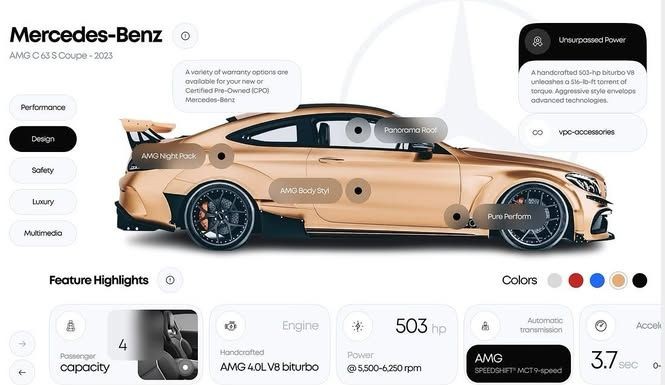 Mercedes-Benz
AMG C 63 S Coupe - 2023
A variety of warranty options are
available for your new or
Certified Pre-Owned (CPO)
Mercedes-Benz
Unsurpassed Power
A handcrafted 503-hp biturbo V8
unleashes a 516-lb-ft torrent of
torque. Aggressive style envelops
advanced technologies.
vpc-accessories
Performance
Design
Safety
Luxury
Multimedia
Panorama Roof
AMG Night Pack
AMG Body Styl
Pure Perform
Feature Highlights
Colors
Passenger
capacity
4
Engine
Handcrafted
AMG 4.0L V8 biturbo
503 hp
Power
@ 5,500-6,250 rpm
Automatic
transmission
AMG
SPEEDSHIFT® MCT 9-speed
Accele
3.7 sec
0-